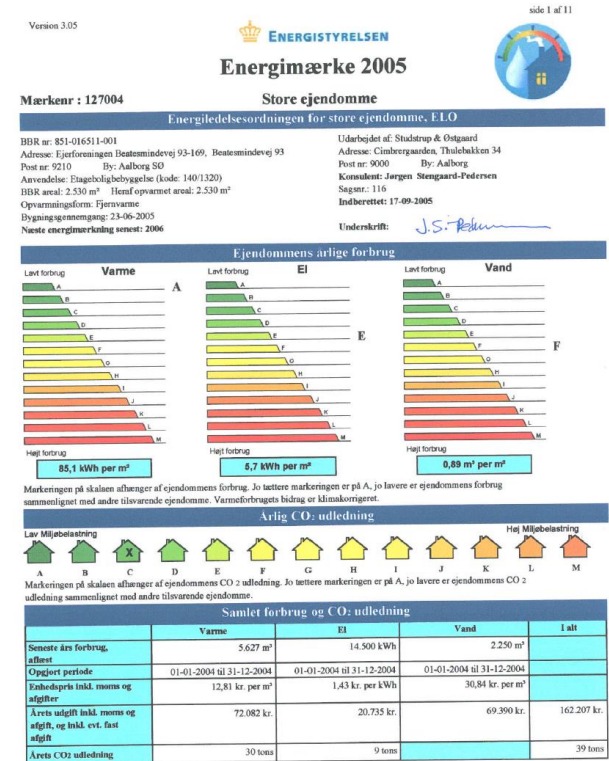 side 1 af 11
Version 3.05
ENERGISTYRELSEN
Energimærke 2005
Mærkenr : 127004
Store ejendomme
Energiledelsesordningen for store ejendomme, ELO
BBR nr: 851-016511-001
Adresse: Ejerforeningen Beatesmindevej 93-169, Beatesmindevej 93
Post nr: 9210 By: Aalborg SØ
Anvendelse: Etageboligbebyggelse (kode: 140/1320)
BBR areal: 2.530 m² Heraf opvarmet areal: 2.530 m²
Opvarmningsform: Fjernvarme
Bygningsgennemgang: 23-06-2005
Næste energimærkning senest: 2006
Udarbejdet af: Studstrup & Østgaard
Adresse: Cimbrergaarden, Thulebakken 34
Post nr: 9000 By: Aalborg
Konsulent: Jørgen Stengaard-Pedersen
Sagsnr.: 116
Indberettet: 17-09-2005
Underskrift:
Ejendommens årlige forbrug
Lavt forbrug Varme
A
B
C
D
E
F
G
H
I
J
K
L
M
A
Højt forbrug
85,1 kWh per m²
Lavt forbrug El
A
B
C
D
E
F
G
H
I
J
K
L
M
E
Højt forbrug
5,7 kWh per m²
Lavt forbrug Vand
A
B
C
D
E
F
G
H
I
J
K
L
M
F
Højt forbrug
0,89 m³ per m²
Markeringen på skalaen afhænger af ejendommens forbrug. Jo tættere markeringen er på A, jo lavere er ejendommens forbrug
sammenlignet med andre tilsvarende ejendomme. Varmeforbrugets bidrag er klimakorrigeret.
Årlig CO2 udledning
Lav Miljøbelastning Høj Miljøbelastning
X
A B C D E F G H I J K L M
Markeringen på skalaen afhænger af ejendommens CO 2 udledning. Jo tættere markeringen er på A, jo lavere er ejendommens CO 2
udledning sammenlignet med andre tilsvarende ejendomme.
Samlet forbrug og CO2 udledning
Varme El Vand I alt
Seneste års forbrug, 5.627 m³ 14.500 kWh 2.250 m³
aflæst
Opgjort periode 01-01-2004 til 31-12-2004 01-01-2004 til 31-12-2004 01-01-2004 til 31-12-2004
Enhedspris inkl. moms og 12,81 kr. per m³ 1,43 kr. per kWh 30,84 kr. per m³
afgifter
Årets udgift inkl. moms og 72.082 kr. 20.735 kr. 69.390 kr. 162.207 kr.
afgift, og inkl. evt. fast
afgift
Årets CO2 udledning 30 tons 9 tons 39 tons